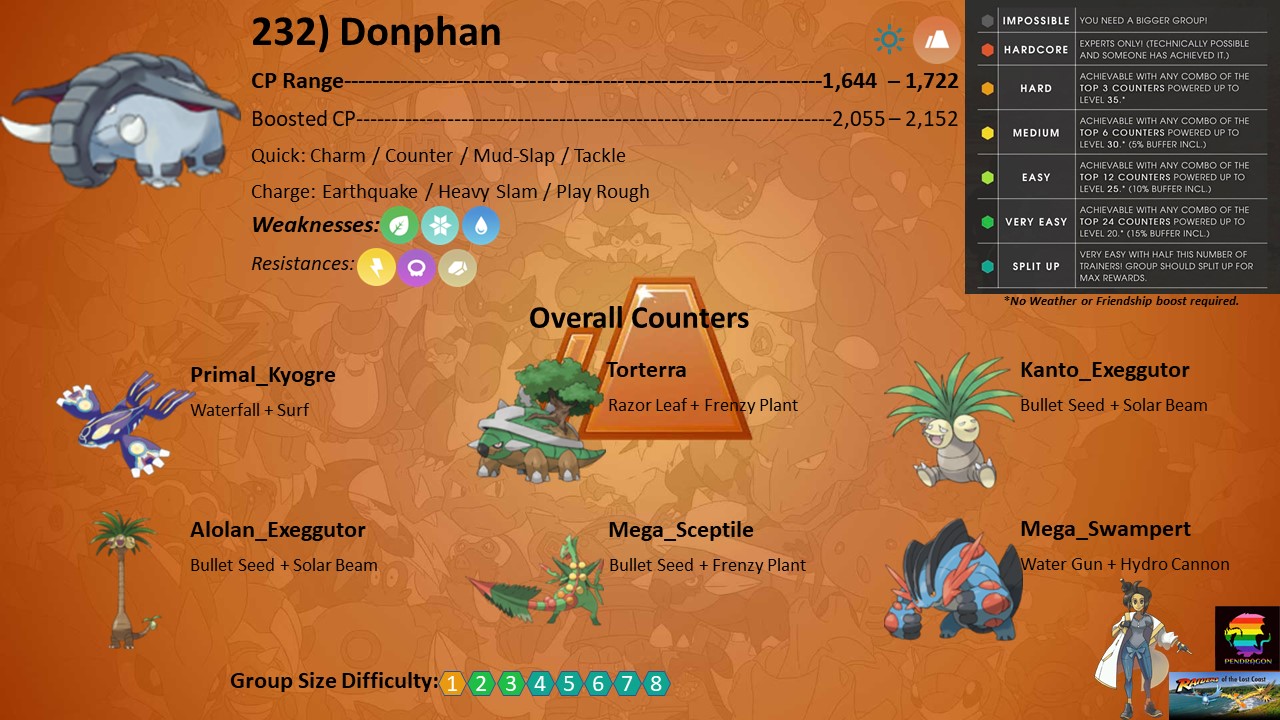 232) Donphan
CP Range---------------------------------------------------------------------------1,644 – 1,722
Boosted CP---------------------------------------------------------------------------2,055 – 2,152
Quick: Charm / Counter / Mud-Slap / Tackle
Charge: Earthquake / Heavy Slam / Play Rough
Weaknesses:
Resistances:
IMPOSSIBLE YOU NEED A BIGGER GROUP!
HARDCORE EXPERTS ONLY! (TECHNICALLY POSSIBLE
AND SOMEONE HAS ACHIEVED IT.)
HARD ACHIEVABLE WITH ANY COMBO OF THE
TOP 3 COUNTERS POWERED UP TO
LEVEL 35.*
MEDIUM ACHIEVABLE WITH ANY COMBO OF THE
TOP 6 COUNTERS POWERED UP TO
LEVEL 30.* (5% BUFFER INCL.)
EASY ACHIEVABLE WITH ANY COMBO OF THE
TOP 12 COUNTERS POWERED UP TO
LEVEL 25.* (10% BUFFER INCL.)
VERY EASY ACHIEVABLE WITH ANY COMBO OF THE
TOP 24 COUNTERS POWERED UP TO
LEVEL 20.* (15% BUFFER INCL.)
SPLIT UP VERY EASY WITH HALF THIS NUMBER OF
TRAINERS! GROUP SHOULD SPLIT UP FOR
MAX REWARDS.
*No Weather or Friendship boost required.
Overall Counters
Primal_Kyogre
Waterfall + Surf
Torterra
Razor Leaf + Frenzy Plant
Kanto_Exeggutor
Bullet Seed + Solar Beam
Alolan_Exeggutor
Bullet Seed + Solar Beam
Mega_Sceptile
Bullet Seed + Frenzy Plant
Mega_Swampert
Water Gun + Hydro Cannon
Group Size Difficulty: 1 2 3 4 5 6 7 8
PENDRAGON
RAIDERS of the Lost Coast